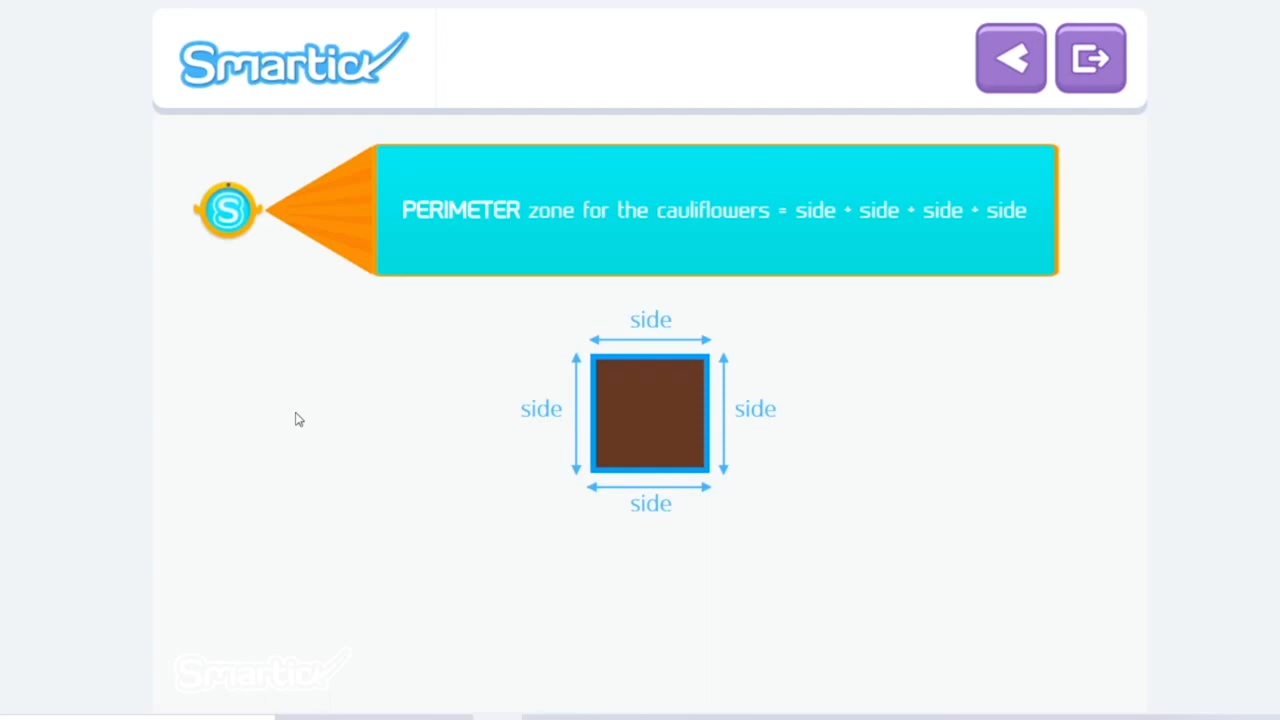 Smartick
S
PERIMETER zone for the cauliflowers = side + side + side + side
side
side
side
side
Smartick